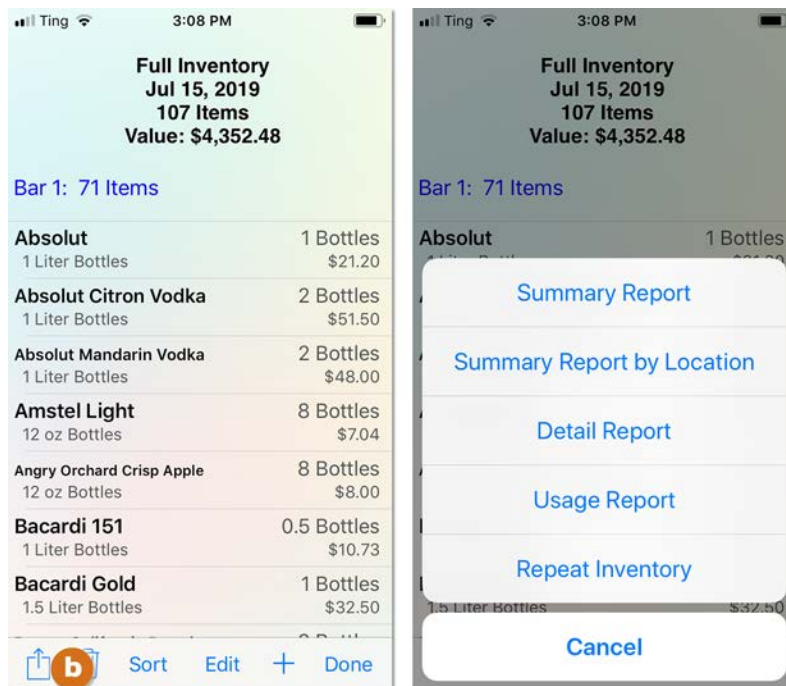 Ting 3:08 PM
Full Inventory
Jul 15, 2019
107 Items
Value: $4,352.48
Bar 1: 71 Items
Absolut 1 Bottles
1 Liter Bottles $21.20
Absolut Citron Vodka 2 Bottles
1 Liter Bottles $51.50
Absolut Mandarin Vodka 2 Bottles
1 Liter Bottles $48.00
Amstel Light 8 Bottles
12 oz Bottles $7.04
Angry Orchard Crisp Apple 8 Bottles
12 oz Bottles $8.00
Bacardi 151 0.5 Bottles
1 Liter Bottles $10.73
Bacardi Gold 1 Bottles
1.5 Liter Bottles $32.50
b Sort Edit + Done
Ting 3:08 PM
Full Inventory
Jul 15, 2019
107 Items
Value: $4,352.48
Bar 1: 71 Items
Absolut 1 Bottles
Summary Report
Summary Report by Location
Detail Report
Usage Report
Repeat Inventory
1.5 Liter Bottles $32.50
Cancel